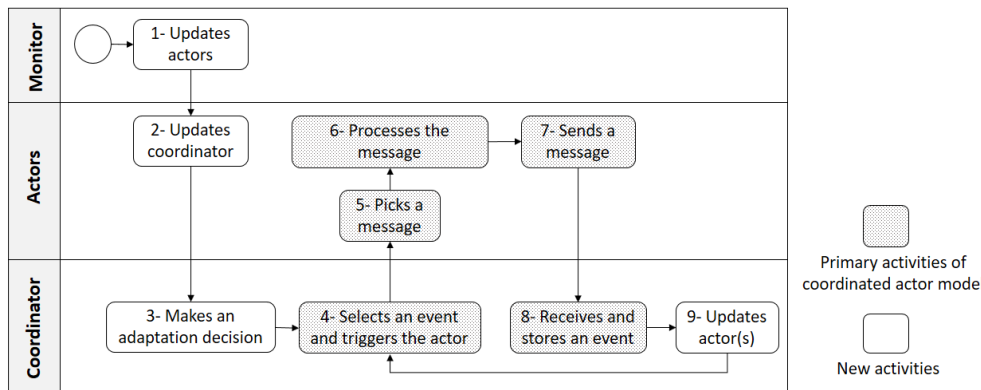 Monitor
1- Updates
actors
Actors
2- Updates
coordinator
6- Processes the
message
7- Sends a
message
5- Picks a
message
Coordinator
3- Makes an
adaptation decision
4- Selects an event
and triggers the actor
8- Receives and
stores an event
9- Updates
actor(s)
Primary activities of
coordinated actor mode
New activities